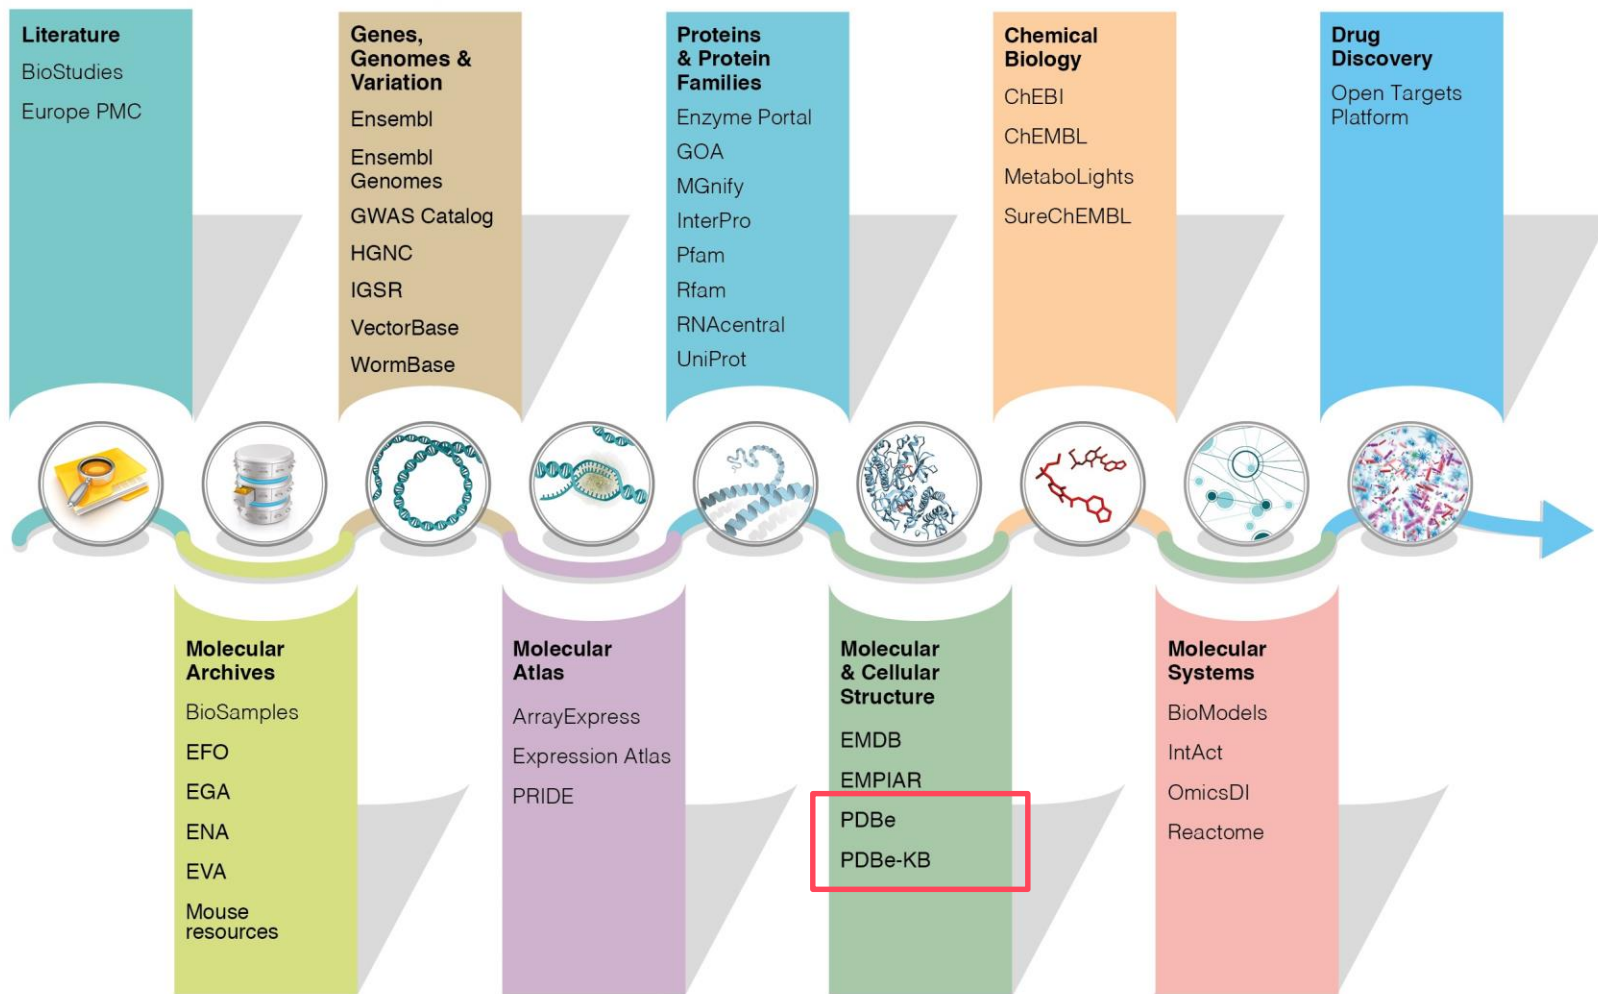 Literature
BioStudies
Europe PMC
Genes,
Genomes &
Variation
Ensembl
Ensembl
Genomes
GWAS Catalog
HGNC
IGSR
VectorBase
WormBase
Proteins
& Protein
Families
Enzyme Portal
GOA
MGnify
InterPro
Pfam
Rfam
RNAcentral
UniProt
Chemical
Biology
ChEBI
ChEMBL
MetaboLights
SureChEMBL
Drug
Discovery
Open Targets
Platform
Molecular
Archives
BioSamples
EFO
EGA
ENA
EVA
Mouse
resources
Molecular
Atlas
ArrayExpress
Expression Atlas
PRIDE
Molecular
& Cellular
Structure
EMDB
EMPIAR
PDBe
PDBe-KB
Molecular
Systems
BioModels
IntAct
OmicsDI
Reactome